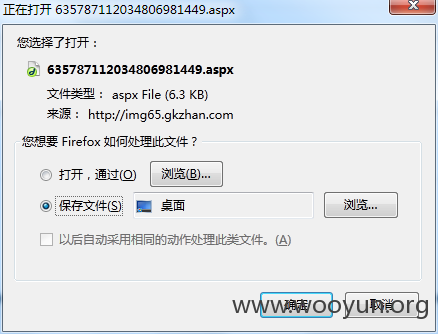 正在打开 635787112034806981449.aspx
您选择了打开：
635787112034806981449.aspx
文件类型： aspx File (6.3 KB)
来源： http://img65.gkzhan.com
您想要 Firefox 如何处理此文件？
打开，通过(O) 浏览(B)...
保存文件(S) 桌面 浏览...
以后自动采用相同的动作处理此类文件。(A)
确定 取消
www.wooyun.org